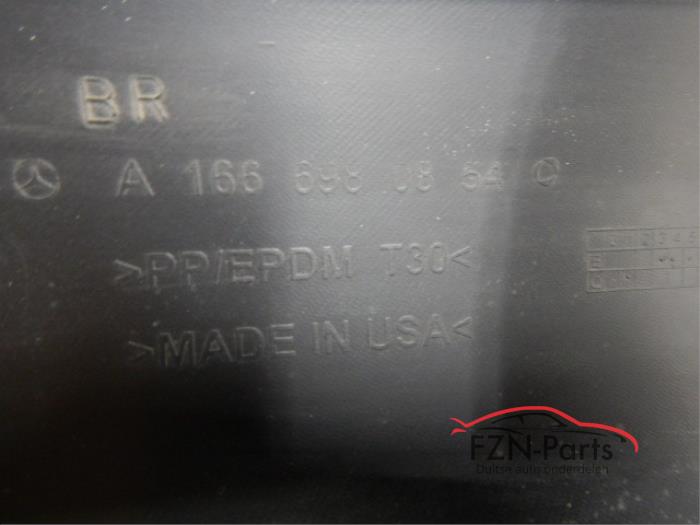 BR
A 166 698 08 54
>PP/EPDM T30<
>MADE IN USA<
FZN-Parts
Duitse auto onderdelen